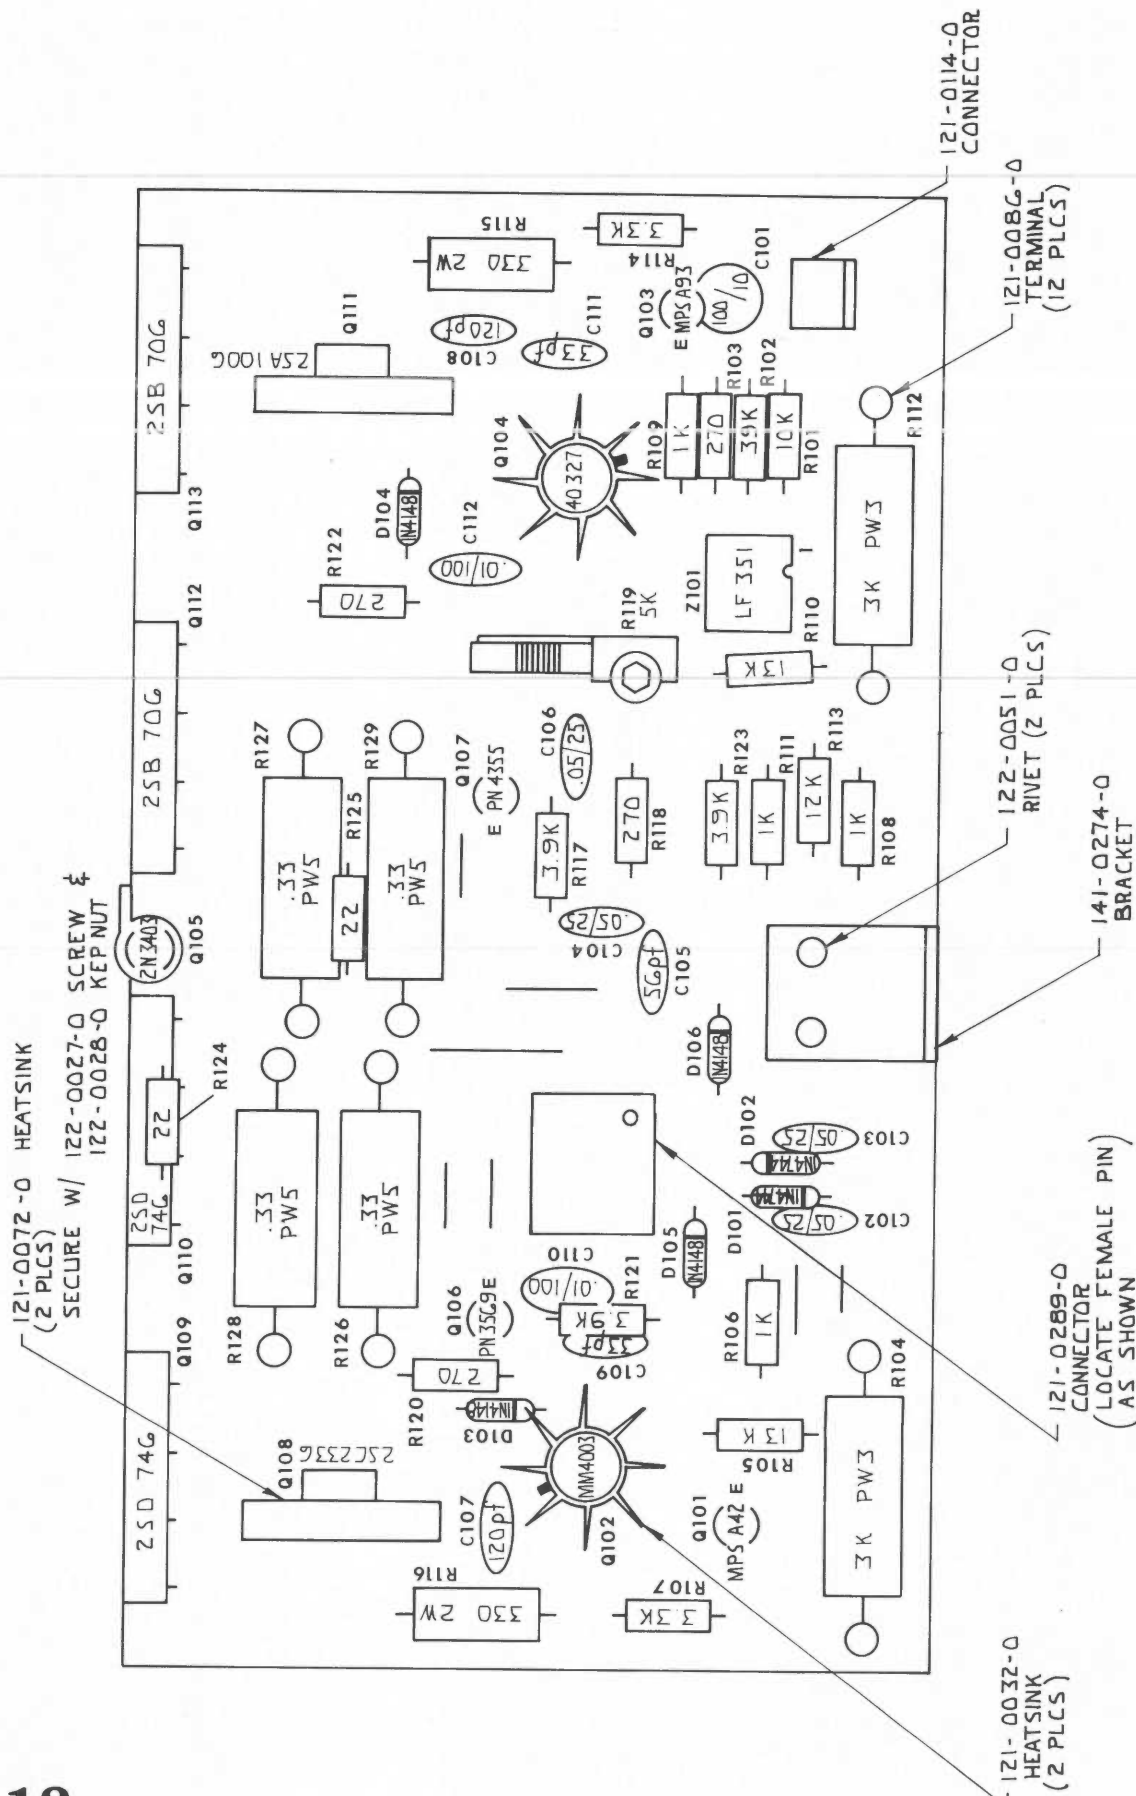 121-0072-0 HEATSINK
(2 PLCS)
SECURE W/ 122-0027-0 SCREW &
122-0028-0 KEP NUT
2SD 746
Q109
2SD
746
Q110
22
R124
2N3403
Q105
2SB 706
Q112
2SB 706
Q113
Q108
2SC2336
R128
.33
PW5
R126
.33
PW5
R127
.33
PW5
R125
22
R129
.33
PW5
R122
270
D104
1N4148
2SA1006
Q111
R116
330 2W
C107
120pf
R120
270
D103
1N4148
Q106
PN3569E
Q107
E PN4355
C112
.01/100
Q104
40327
C108
120pf
R115
330 2W
C111
33pf
Q102
MM4003
C110
.01/100
R121
3.9K
C109
33pf
R117
3.9K
C106
.05/25
C104
.05/25
R118
270
C105
56pf
R119
5K
R107
3.3K
Q101
MPS A42 E
R105
13K
R106
1K
D105
1N4148
D101
1N4744
D102
1N4744
C102
.05/25
C103
.05/25
D106
1N4148
R123
3.9K
R111
1K
R113
12K
R108
1K
R110
13K
Z101
LF 351
1
R109
1K
270
R103
39K
R102
10K
R101
Q103
E MPS A93
R114
3.3K
C101
100/10
3K PW3
R104
3K PW3
R112
121-0032-0
HEATSINK
(2 PLCS)
121-0289-0
CONNECTOR
(LOCATE FEMALE PIN)
(AS SHOWN
141-0274-0
BRACKET
122-0051-0
RIVET (2 PLCS)
121-0086-0
TERMINAL
(12 PLCS)
121-0114-0
CONNECTOR